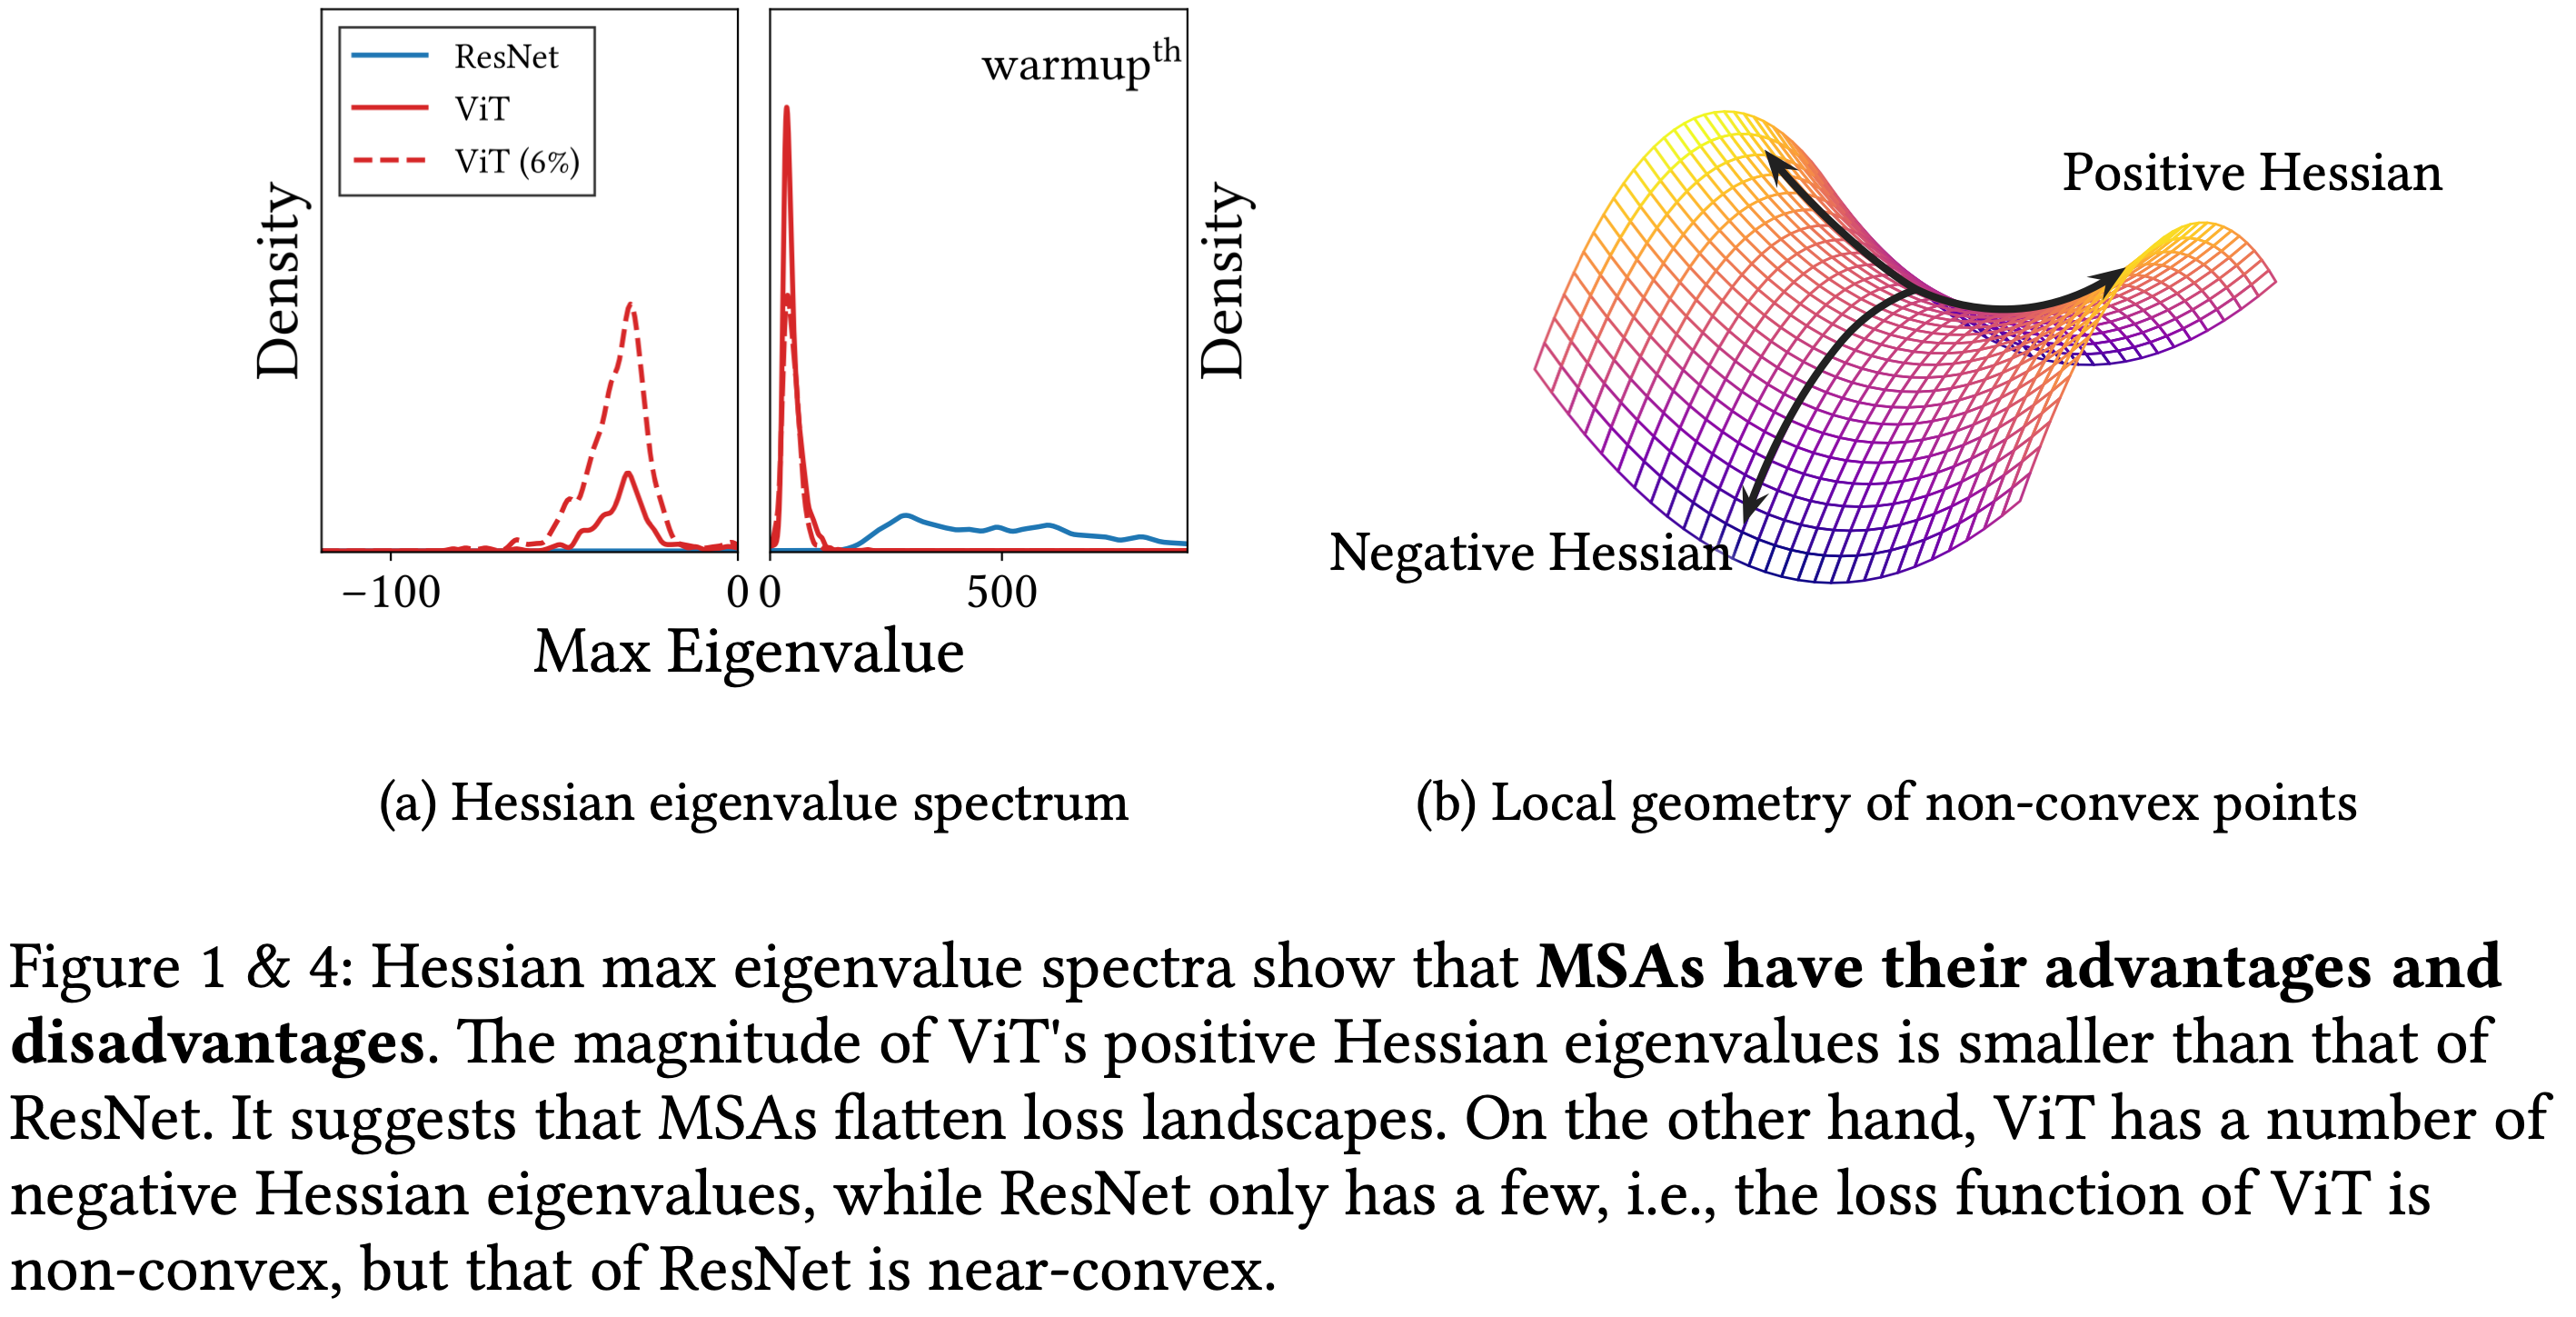 ResNet
ViT
ViT (6%)
warmupth
Density
Density
−100
0
0
500
Max Eigenvalue
Positive Hessian
Negative Hessian
(a) Hessian eigenvalue spectrum
(b) Local geometry of non-convex points
Figure 1 & 4: Hessian max eigenvalue spectra show that MSAs have their advantages and
disadvantages. The magnitude of ViT's positive Hessian eigenvalues is smaller than that of
ResNet. It suggests that MSAs flatten loss landscapes. On the other hand, ViT has a number of
negative Hessian eigenvalues, while ResNet only has a few, i.e., the loss function of ViT is
non-convex, but that of ResNet is near-convex.